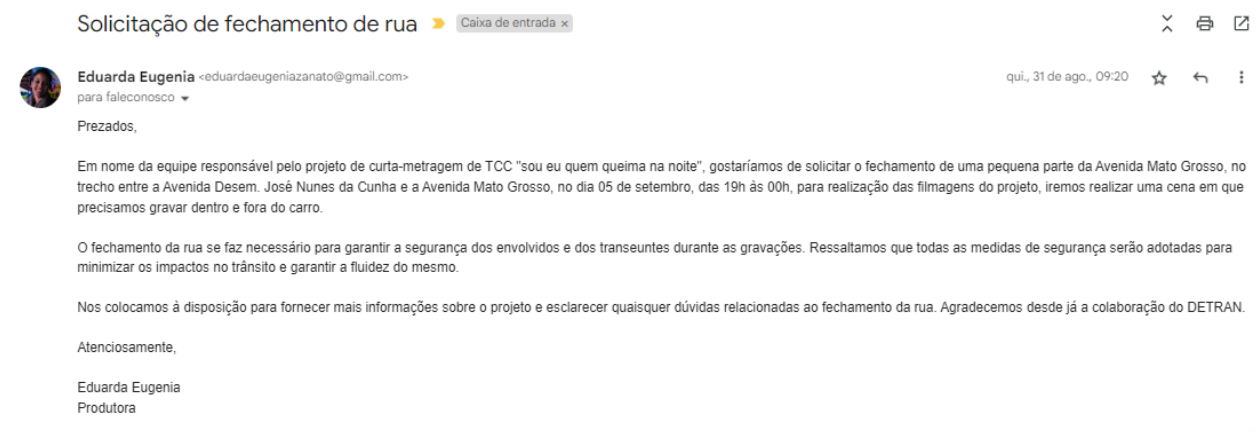 Solicitação de fechamento de rua Caixa de entrada ×
Eduarda Eugenia <eduardaeugeniazanato@gmail.com> qui., 31 de ago., 09:20
para faleconosco
Prezados,
Em nome da equipe responsável pelo projeto de curta-metragem de TCC "sou eu quem queima na noite", gostaríamos de solicitar o fechamento de uma pequena parte da Avenida Mato Grosso, no
trecho entre a Avenida Desem. José Nunes da Cunha e a Avenida Mato Grosso, no dia 05 de setembro, das 19h às 00h, para realização das filmagens do projeto, iremos realizar uma cena em que
precisamos gravar dentro e fora do carro.
O fechamento da rua se faz necessário para garantir a segurança dos envolvidos e dos transeuntes durante as gravações. Ressaltamos que todas as medidas de segurança serão adotadas para
minimizar os impactos no trânsito e garantir a fluidez do mesmo.
Nos colocamos à disposição para fornecer mais informações sobre o projeto e esclarecer quaisquer dúvidas relacionadas ao fechamento da rua. Agradecemos desde já a colaboração do DETRAN.
Atenciosamente,
Eduarda Eugenia
Produtora